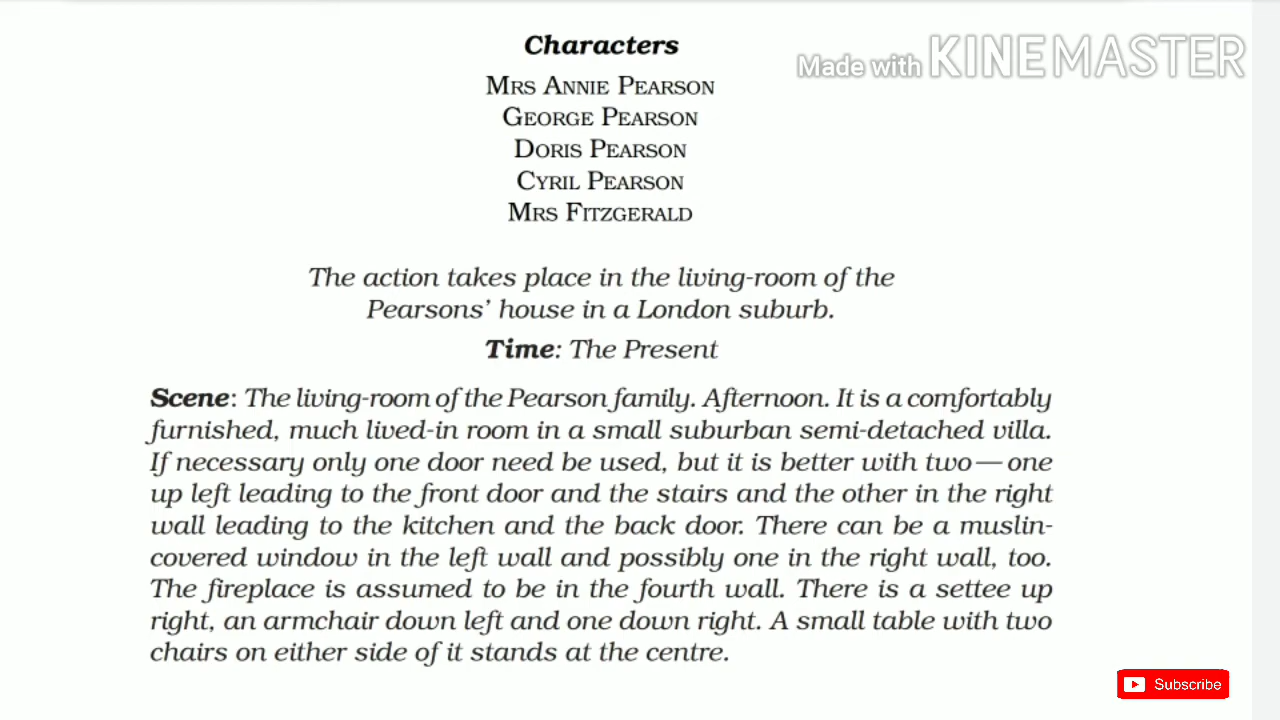 Characters
Made with KINEMASTER
MRS ANNIE PEARSON
GEORGE PEARSON
DORIS PEARSON
CYRIL PEARSON
MRS FITZGERALD
The action takes place in the living-room of the
Pearsons’ house in a London suburb.
Time: The Present
Scene: The living-room of the Pearson family. Afternoon. It is a comfortably
furnished, much lived-in room in a small suburban semi-detached villa.
If necessary only one door need be used, but it is better with two — one
up left leading to the front door and the stairs and the other in the right
wall leading to the kitchen and the back door. There can be a muslin-
covered window in the left wall and possibly one in the right wall, too.
The fireplace is assumed to be in the fourth wall. There is a settee up
right, an armchair down left and one down right. A small table with two
chairs on either side of it stands at the centre.
Subscribe